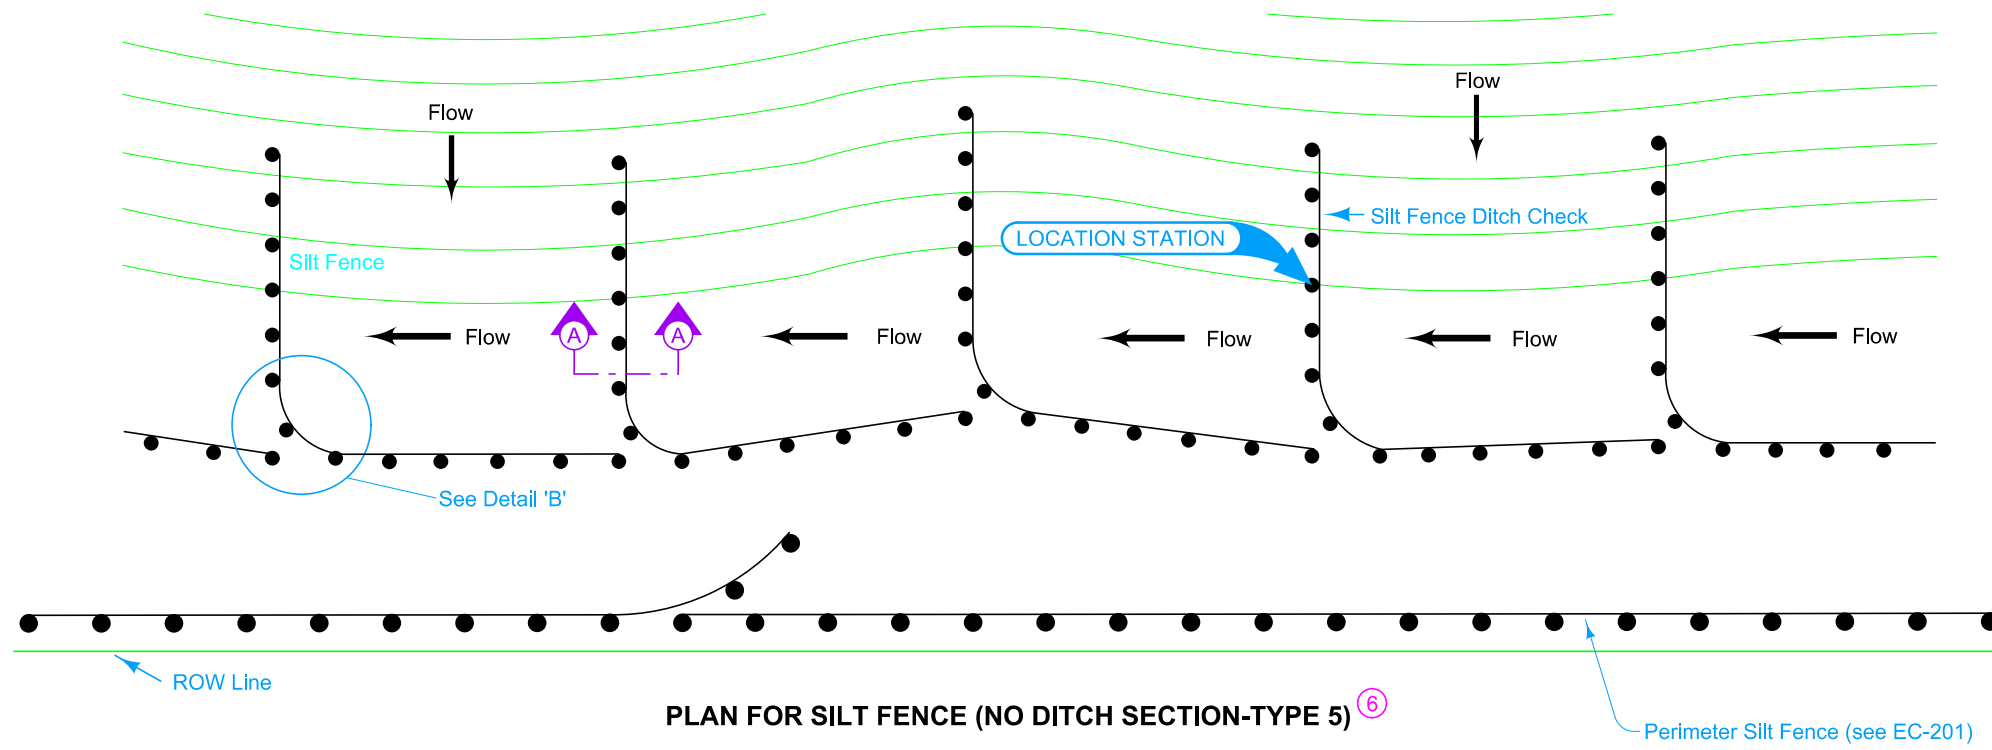 Flow
Flow
Silt Fence Ditch Check
LOCATION STATION
Silt Fence
A
A
Flow
Flow
Flow
Flow
Flow
See Detail 'B'
ROW Line
PLAN FOR SILT FENCE (NO DITCH SECTION-TYPE 5) 6
Perimeter Silt Fence (see EC-201)